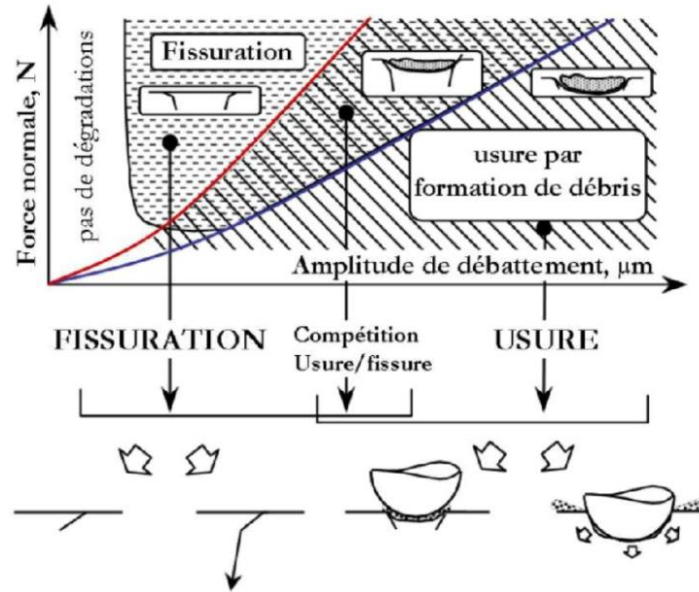 Force normale, N
pas de dégradations
Fissuration
usure par
formation de débris
Amplitude de débattement, µm
FISSURATION
Compétition
Usure/fissure
USURE